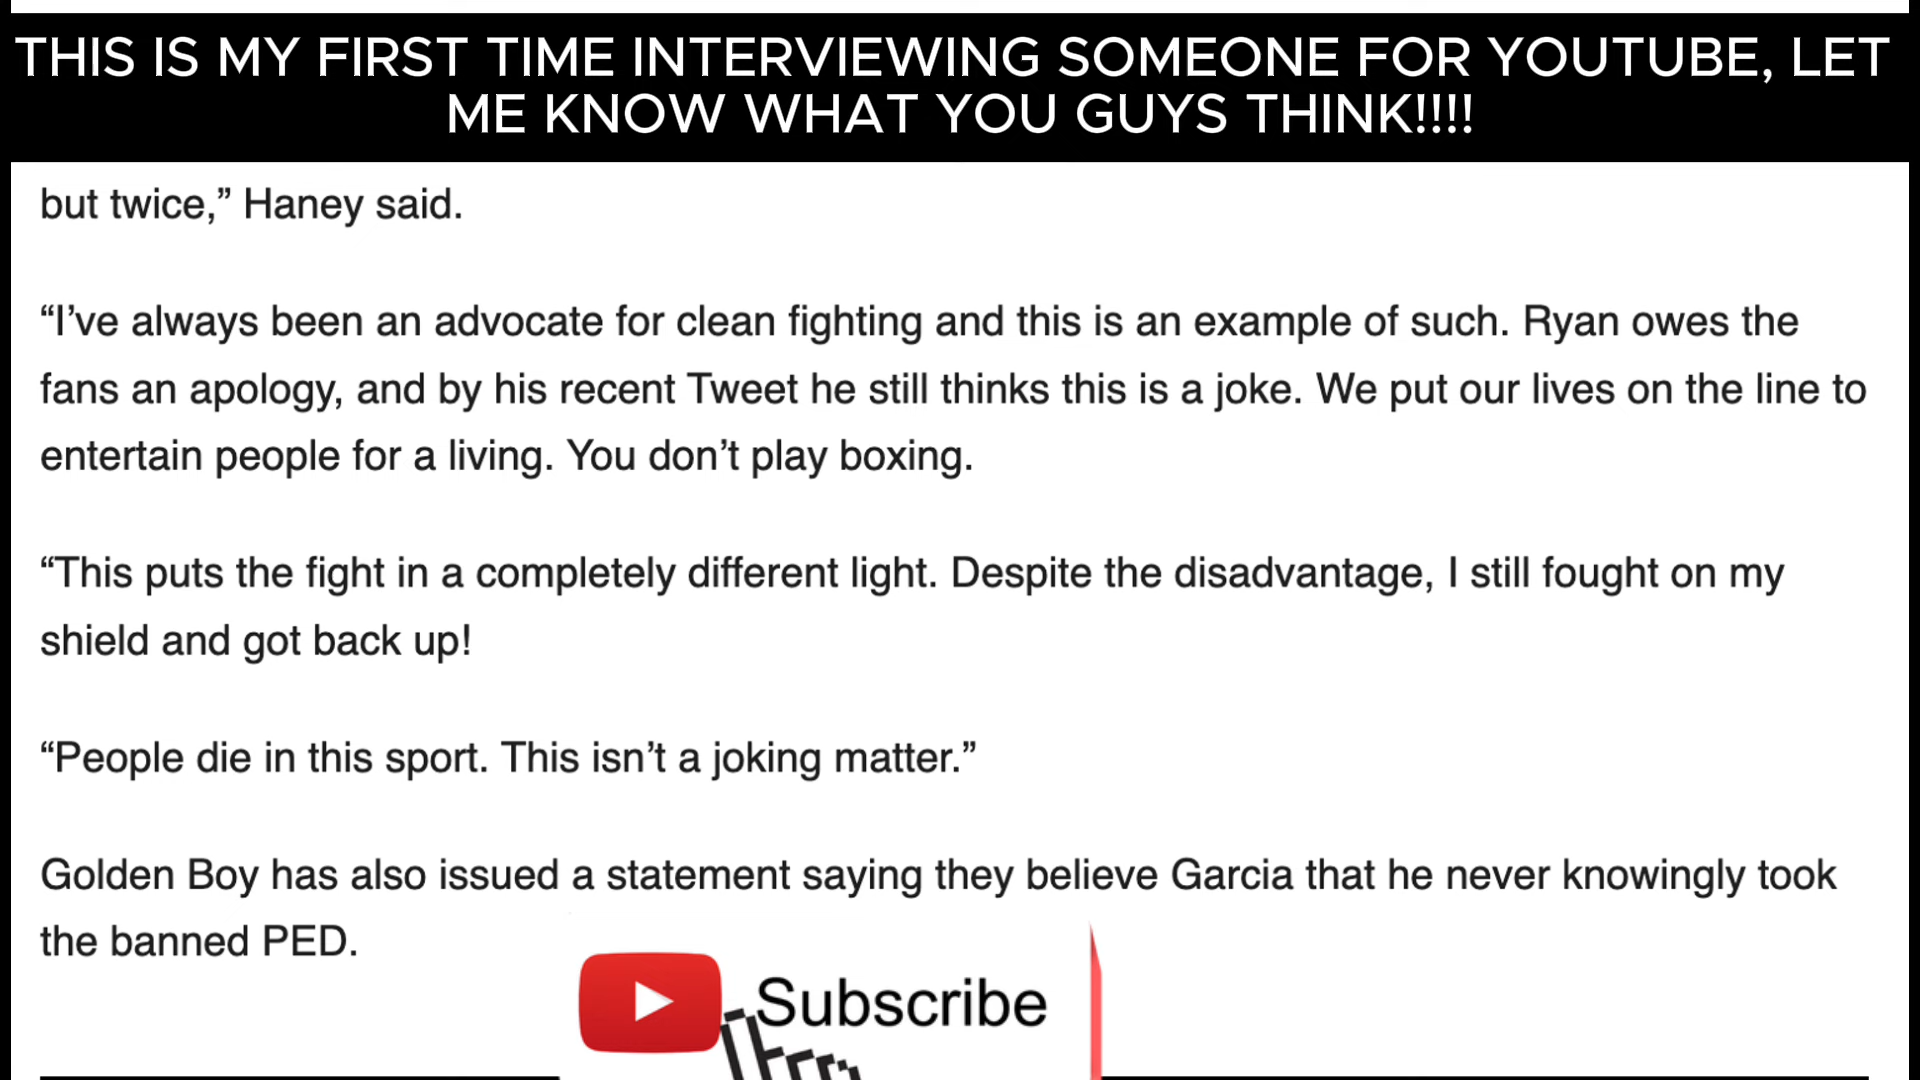 THIS IS MY FIRST TIME INTERVIEWING SOMEONE FOR YOUTUBE, LET
ME KNOW WHAT YOU GUYS THINK!!!!
but twice,” Haney said.
“I’ve always been an advocate for clean fighting and this is an example of such. Ryan owes the
fans an apology, and by his recent Tweet he still thinks this is a joke. We put our lives on the line to
entertain people for a living. You don’t play boxing.
“This puts the fight in a completely different light. Despite the disadvantage, I still fought on my
shield and got back up!
“People die in this sport. This isn’t a joking matter.”
Golden Boy has also issued a statement saying they believe Garcia that he never knowingly took
the banned PED.
Subscribe